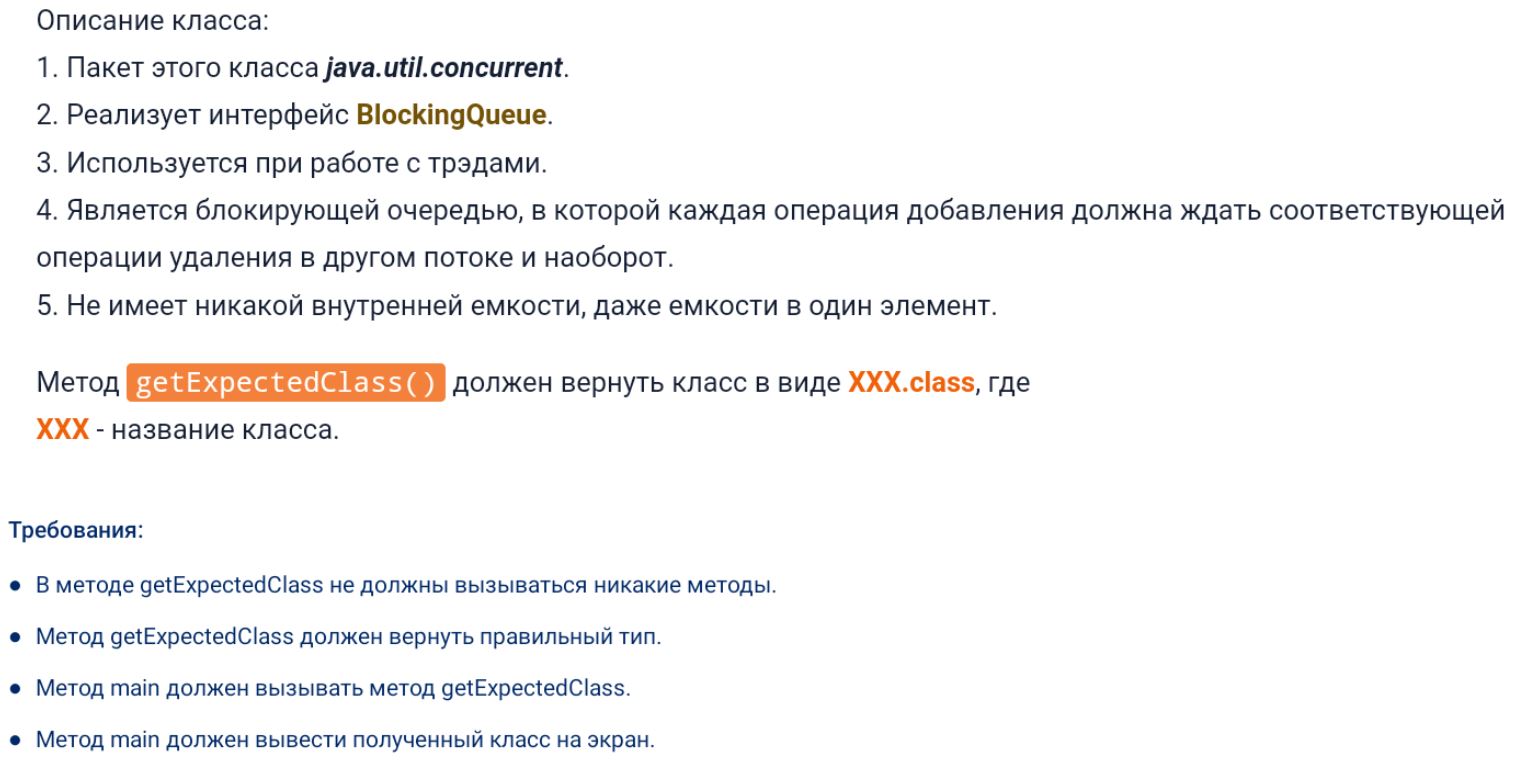 Описание класса:
1. Пакет этого класса java.util.concurrent.
2. Реализует интерфейс BlockingQueue.
3. Используется при работе с трэдами.
4. Является блокирующей очередью, в которой каждая операция добавления должна ждать соответствующей
операции удаления в другом потоке и наоборот.
5. Не имеет никакой внутренней емкости, даже емкости в один элемент.
Метод getExpectedClass() должен вернуть класс в виде XXX.class, где
XXX - название класса.
Требования:
● В методе getExpectedClass не должны вызываться никакие методы.
● Метод getExpectedClass должен вернуть правильный тип.
● Метод main должен вызывать метод getExpectedClass.
● Метод main должен вывести полученный класс на экран.